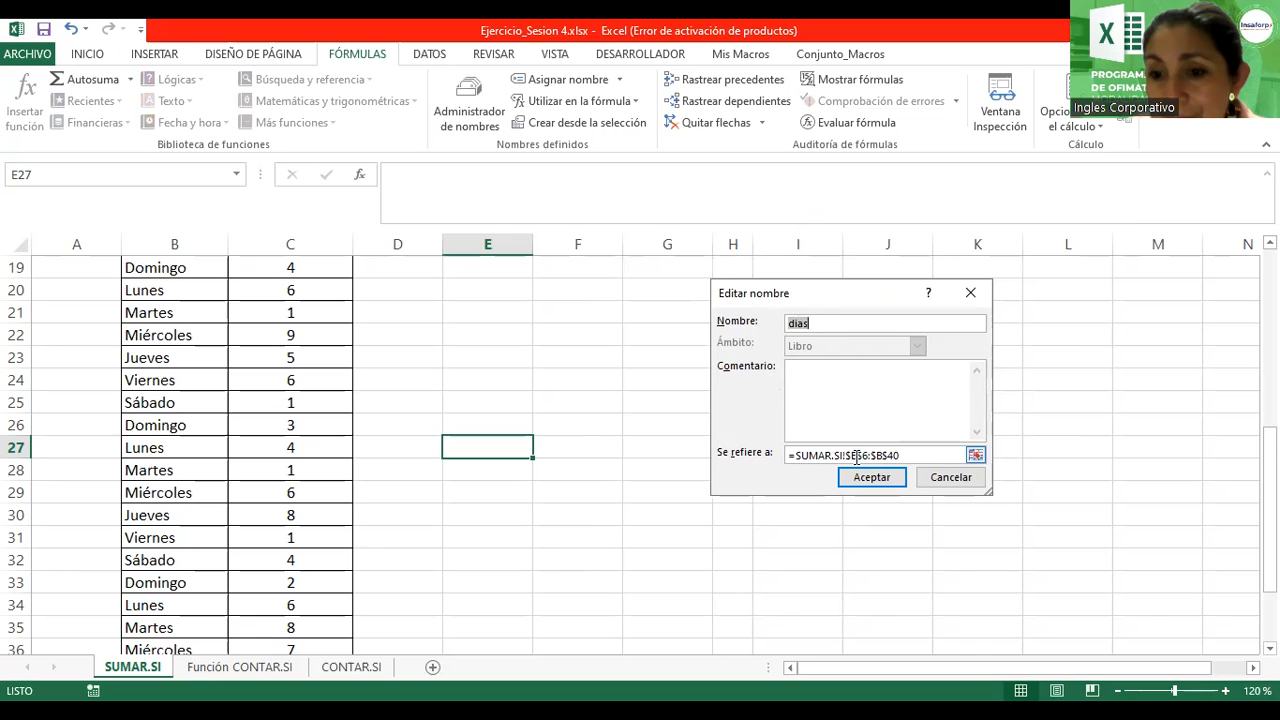 Ejercicio_Sesion 4.xlsx - Excel (Error de activación de productos)
ARCHIVO INICIO INSERTAR DISEÑO DE PÁGINA FÓRMULAS DATOS REVISAR VISTA DESARROLLADOR Mis Macros Conjunto_Macros
Insertar función
Autosuma
Recientes
Financieras
Lógicas
Texto
Fecha y hora
Búsqueda y referencia
Matemáticas y trigonométricas
Más funciones
Biblioteca de funciones
Administrador de nombres
Asignar nombre
Utilizar en la fórmula
Crear desde la selección
Nombres definidos
Rastrear precedentes
Rastrear dependientes
Quitar flechas
Mostrar fórmulas
Comprobación de errores
Evaluar fórmula
Auditoría de fórmulas
Ventana Inspección
el cálculo
Cálculo
PROGRAMA
DE OFIMAT
Insaforp
Ingles Corporativo
E27
fx
A B C D E F G H I J K L M N
19 Domingo 4
20 Lunes 6
21 Martes 1
22 Miércoles 9
23 Jueves 5
24 Viernes 6
25 Sábado 1
26 Domingo 3
27 Lunes 4
28 Martes 1
29 Miércoles 6
30 Jueves 8
31 Viernes 1
32 Sábado 4
33 Domingo 2
34 Lunes 6
35 Martes 8
36 Miércoles 7
Editar nombre ?
Nombre: dias
Ámbito: Libro
Comentario:
Se refiere a: =SUMAR.SI!$B$6:$B$40
Aceptar Cancelar
SUMAR.SI Función CONTAR.SI CONTAR.SI
LISTO 120 %